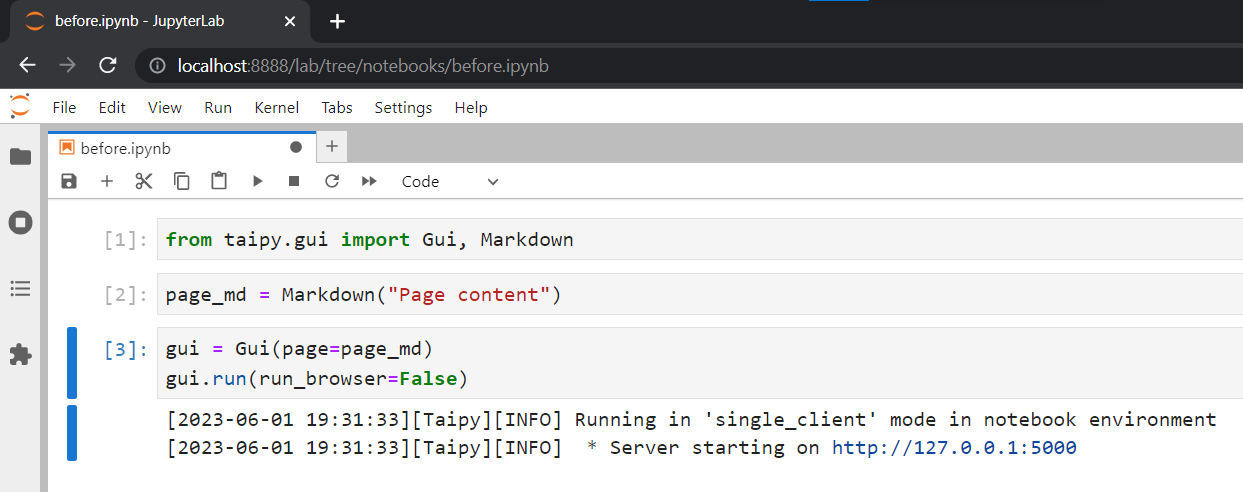 before.ipynb - JupyterLab
localhost:8888/lab/tree/notebooks/before.ipynb
File Edit View Run Kernel Tabs Settings Help
before.ipynb
Code
[1]: from taipy.gui import Gui, Markdown
[2]: page_md = Markdown("Page content")
[3]: gui = Gui(page=page_md)
gui.run(run_browser=False)
[2023-06-01 19:31:33][Taipy][INFO] Running in 'single_client' mode in notebook environment
[2023-06-01 19:31:33][Taipy][INFO]  * Server starting on http://127.0.0.1:5000